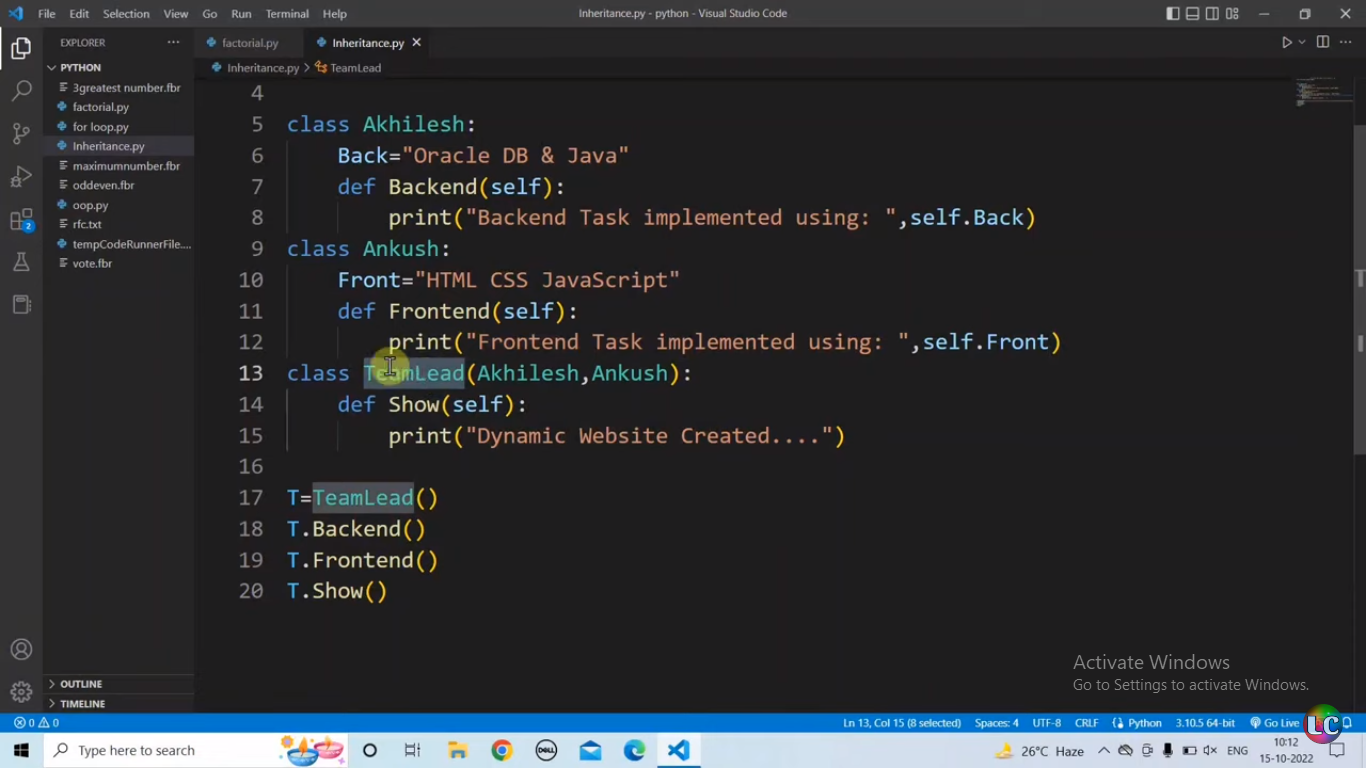 File Edit Selection View Go Run Terminal Help
Inheritance.py - python - Visual Studio Code
EXPLORER
factorial.py
Inheritance.py
PYTHON
Inheritance.py > TeamLead
3greatest number.fbr
factorial.py
for loop.py
Inheritance.py
maximumnumber.fbr
oddeven.fbr
oop.py
rfc.txt
tempCodeRunnerFile....
vote.fbr
2
4
5 class Akhilesh:
6 Back="Oracle DB & Java"
7 def Backend(self):
8 print("Backend Task implemented using: ",self.Back)
9 class Ankush:
10 Front="HTML CSS JavaScript"
11 def Frontend(self):
12 print("Frontend Task implemented using: ",self.Front)
13 class TeamLead(Akhilesh,Ankush):
14 def Show(self):
15 print("Dynamic Website Created....")
16
17 T=TeamLead()
18 T.Backend()
19 T.Frontend()
20 T.Show()
Activate Windows
Go to Settings to activate Windows.
OUTLINE
TIMELINE
0 0
Ln 13, Col 15 (8 selected) Spaces: 4 UTF-8 CRLF Python 3.10.5 64-bit Go Live
LC
Type here to search
DELL
26°C Haze
ENG
10:12
15-10-2022